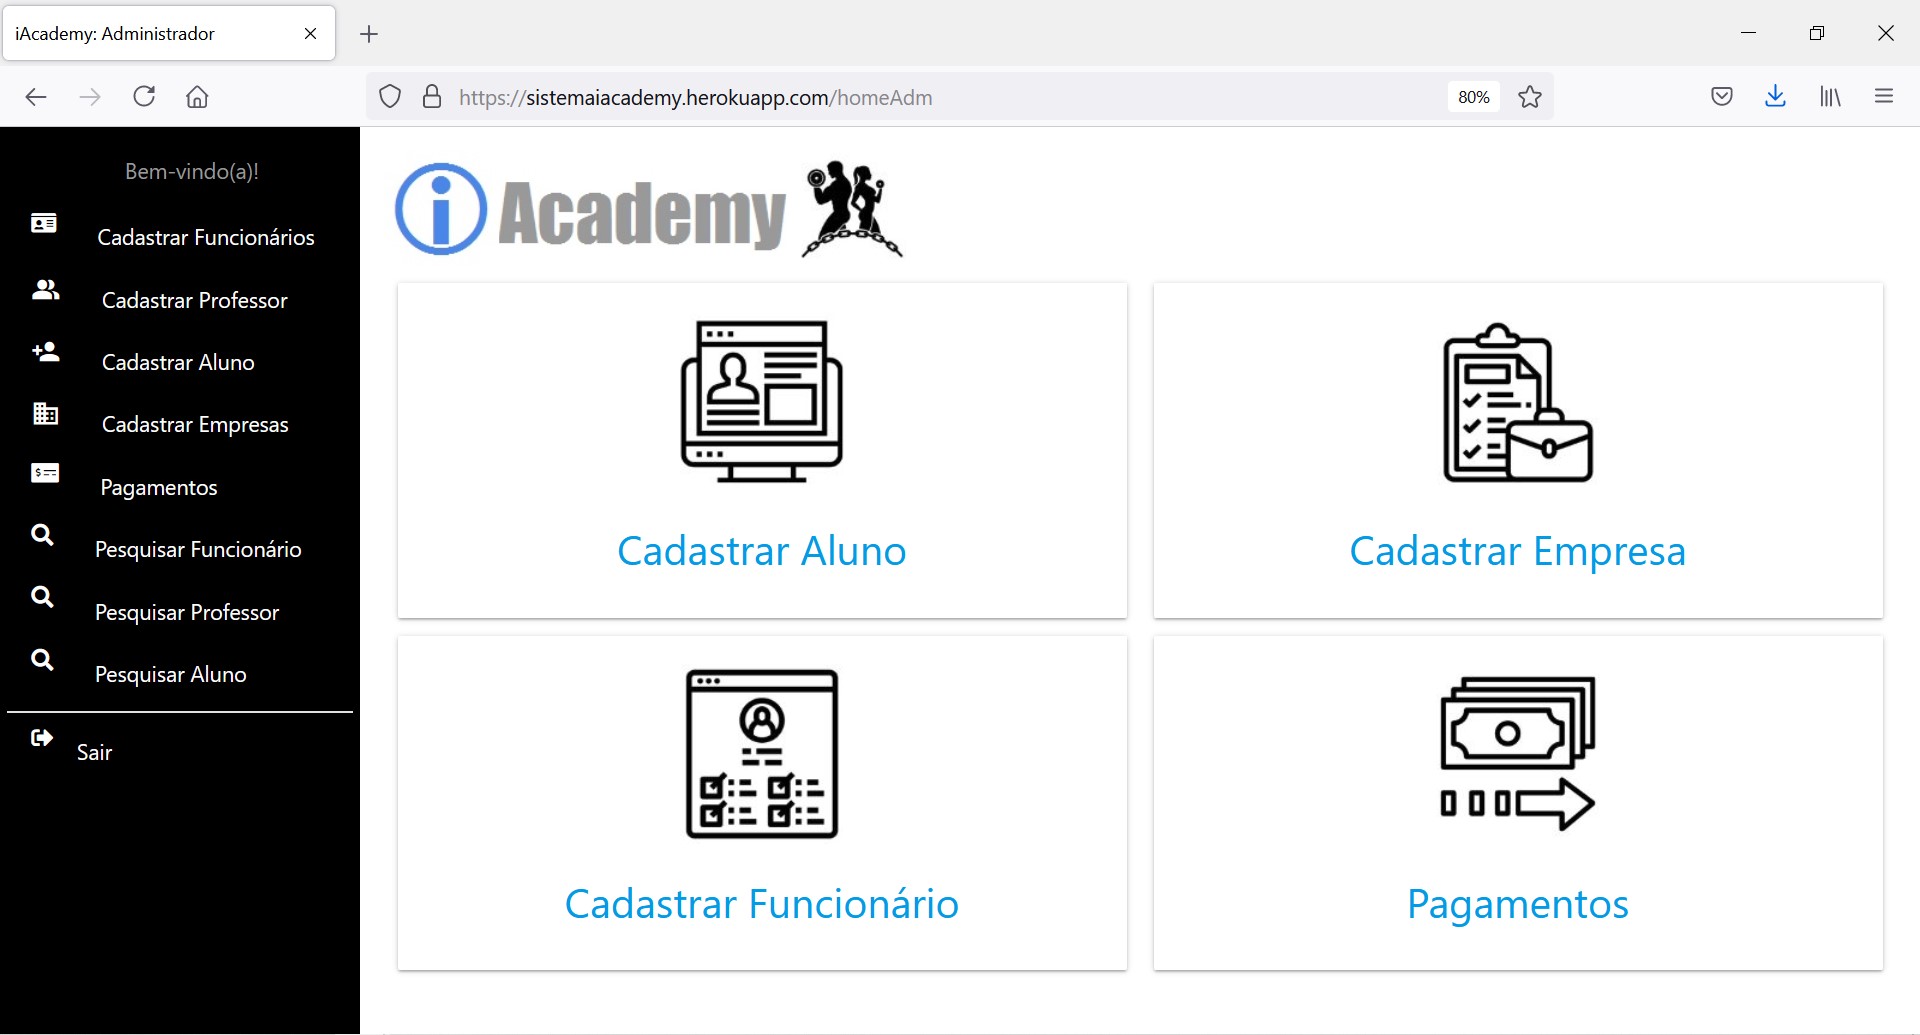 iAcademy: Administrador
https://sistemaiacademy.herokuapp.com/homeAdm
80%
Bem-vindo(a)!
Cadastrar Funcionários
Cadastrar Professor
Cadastrar Aluno
Cadastrar Empresas
Pagamentos
Pesquisar Funcionário
Pesquisar Professor
Pesquisar Aluno
Sair
i Academy
Cadastrar Aluno
Cadastrar Empresa
Cadastrar Funcionário
Pagamentos